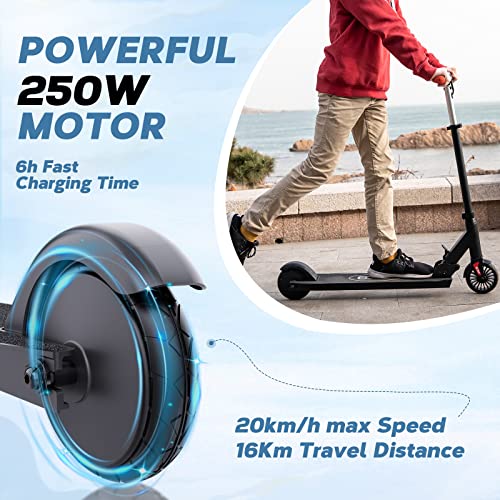 POWERFUL
250W
MOTOR
6h Fast
Charging Time
20km/h max Speed
16Km Travel Distance